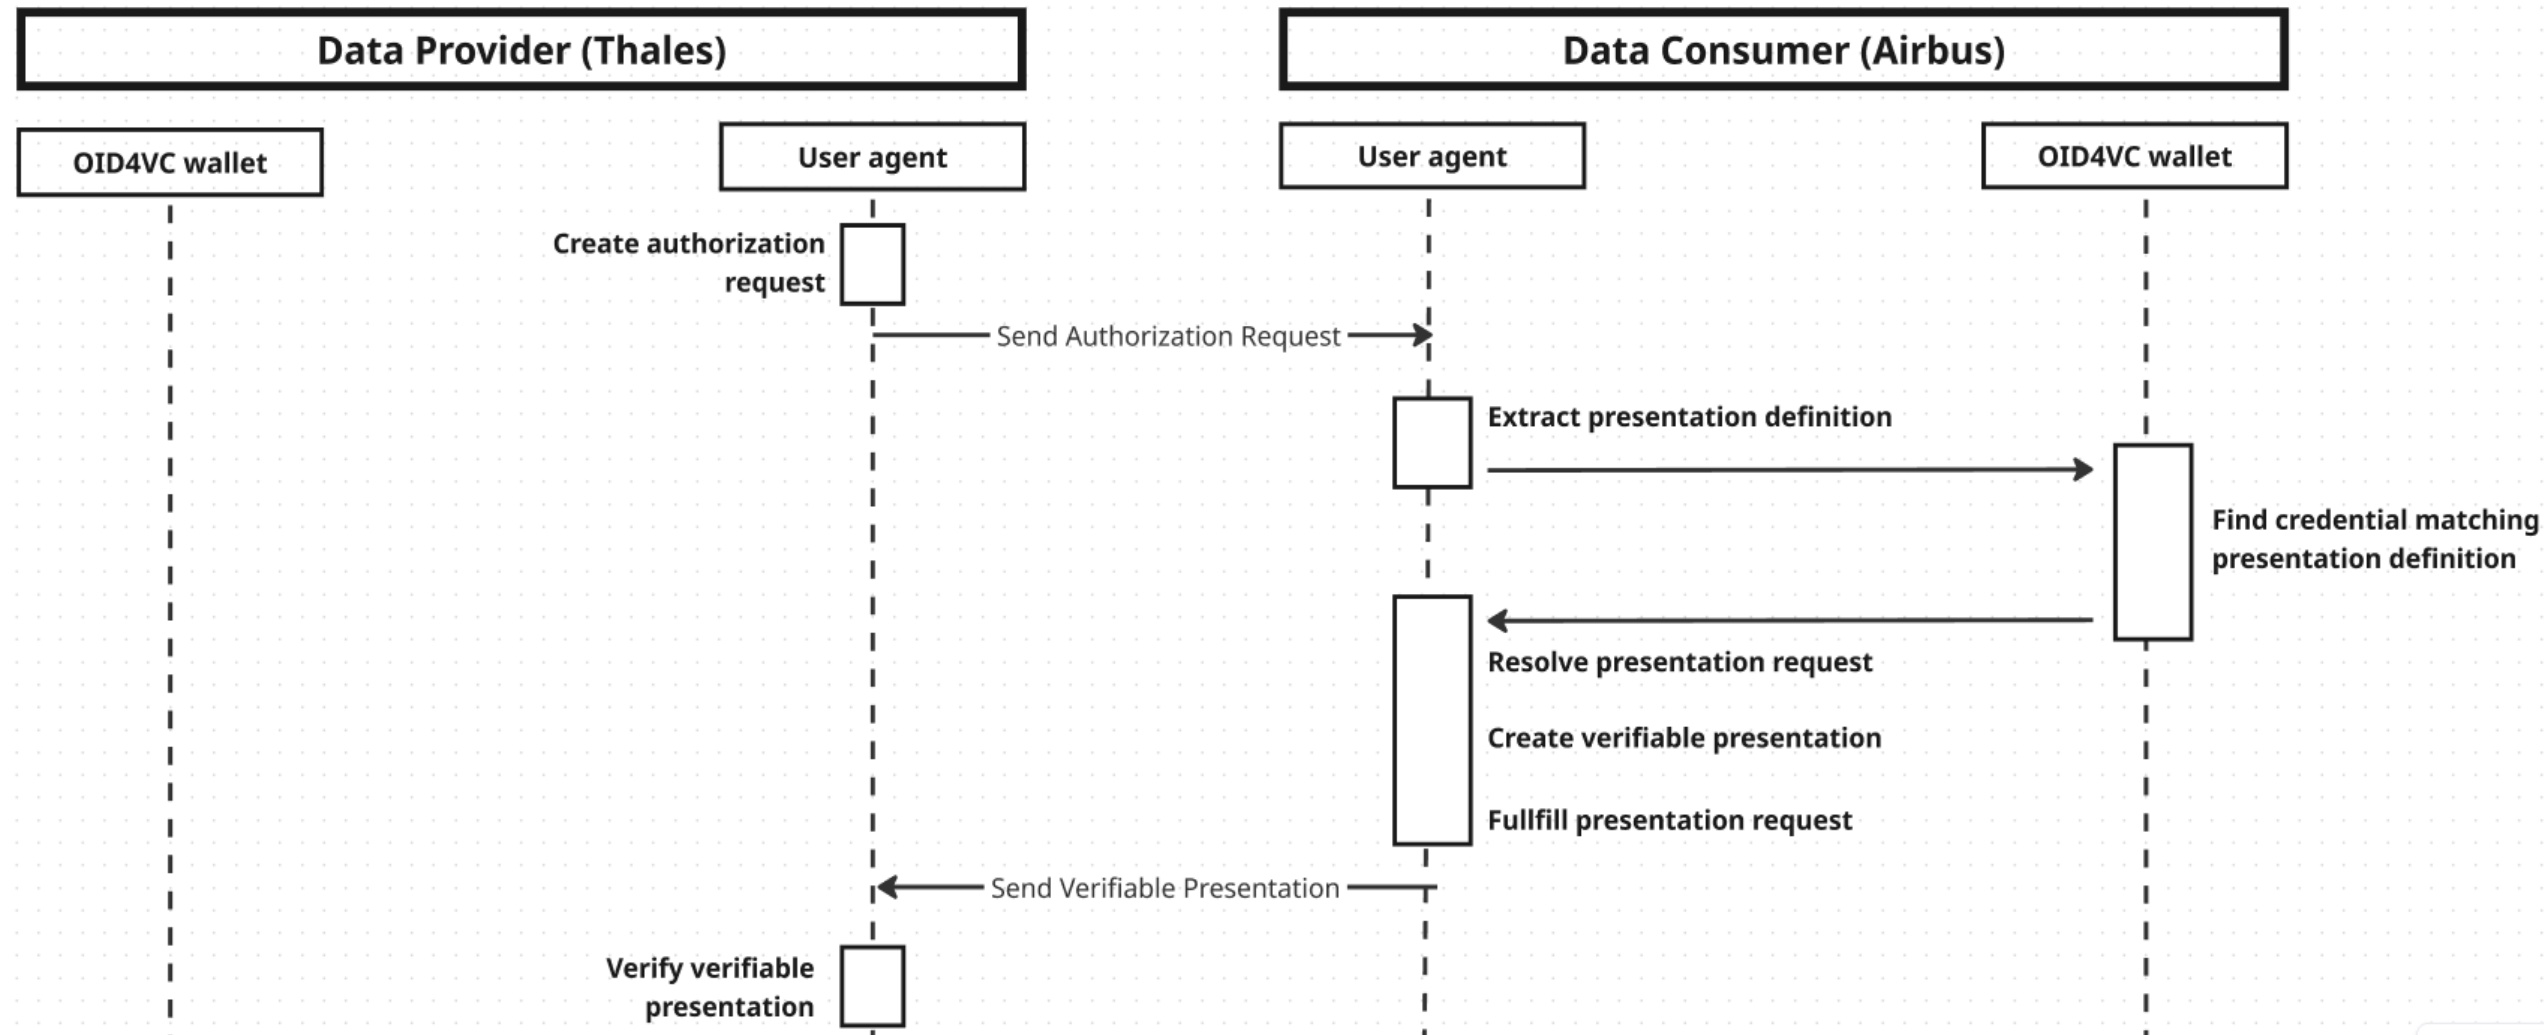 Data Provider (Thales)
Data Consumer (Airbus)
OID4VC wallet
User agent
User agent
OID4VC wallet
Create authorization
request
Send Authorization Request
Extract presentation definition
Find credential matching
presentation definition
Resolve presentation request
Create verifiable presentation
Fullfill presentation request
Send Verifiable Presentation
Verify verifiable
presentation